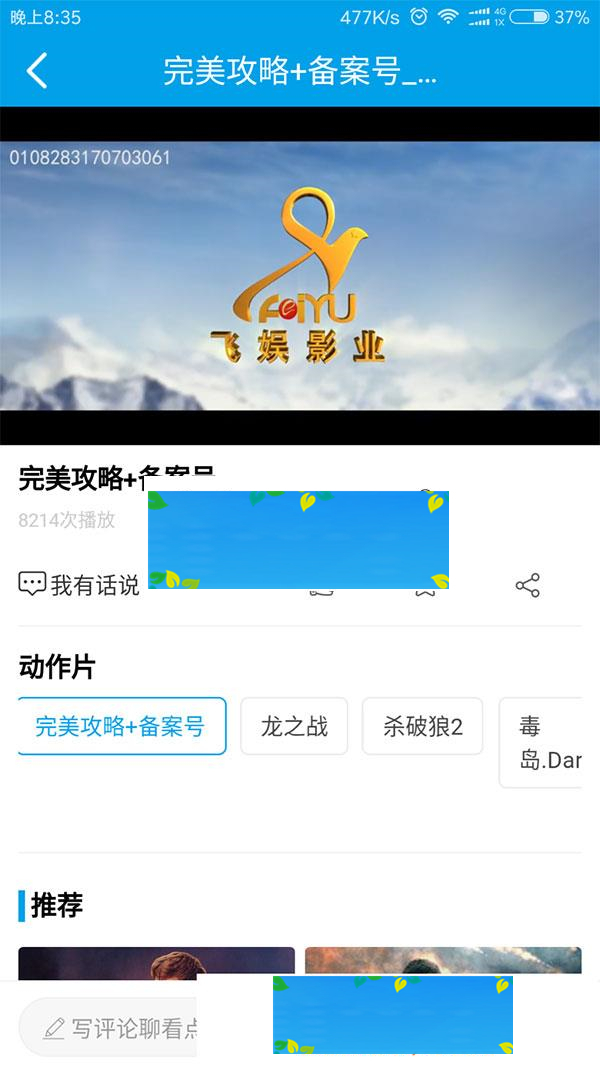 晚上8:35 477K/s 4G 1X 37%
完美攻略+备案号_...
0108283170703061
FeiYU
飞娱影业
完美攻略+备案号
8214次播放
我有话说
动作片
完美攻略+备案号 龙之战 杀破狼2 毒
岛.Dar
推荐
写评论聊看点